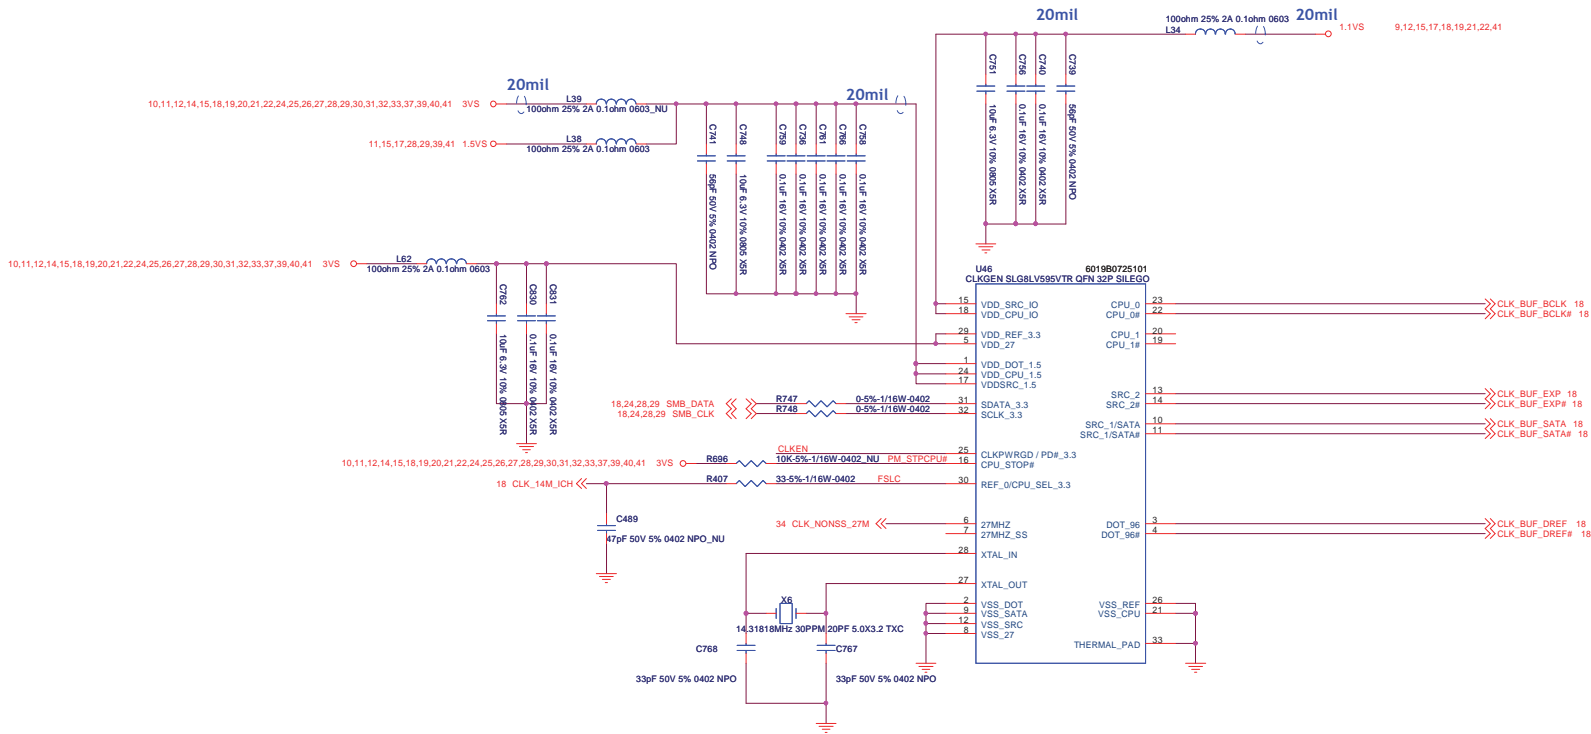 20mil
100ohm 25% 2A 0.1ohm 0603
L34
20mil
1.1VS
9,12,15,17,18,19,21,22,41
C751
10uF 6.3V 10% 0805 X5R
C756
0.1uF 16V 10% 0402 X5R
C740
0.1uF 16V 10% 0402 X5R
C739
56pF 50V 5% 0402 NPO
20mil
10,11,12,14,15,18,19,20,21,22,24,25,26,27,28,29,30,31,32,33,37,39,40,41 3VS
L39
100ohm 25% 2A 0.1ohm 0603_NU
20mil
11,15,17,28,29,39,41 1.5VS
L38
100ohm 25% 2A 0.1ohm 0603
C741
56pF 50V 5% 0402 NPO
C748
10uF 6.3V 10% 0805 X5R
C759
0.1uF 16V 10% 0402 X5R
C736
0.1uF 16V 10% 0402 X5R
C761
0.1uF 16V 10% 0402 X5R
C766
0.1uF 16V 10% 0402 X5R
C758
0.1uF 16V 10% 0402 X5R
10,11,12,14,15,18,19,20,21,22,24,25,26,27,28,29,30,31,32,33,37,39,40,41 3VS
L62
100ohm 25% 2A 0.1ohm 0603
C762
10uF 6.3V 10% 0805 X5R
C830
0.1uF 16V 10% 0402 X5R
C831
0.1uF 16V 10% 0402 X5R
U46
6019B0725101
CLKGEN SLG8LV595VTR QFN 32P SILEGO
15 VDD_SRC_IO
18 VDD_CPU_IO
29 VDD_REF_3.3
5 VDD_27
1 VDD_DOT_1.5
24 VDD_CPU_1.5
17 VDDSRC_1.5
31 SDATA_3.3
32 SCLK_3.3
25 CLKPWRGD / PD#_3.3
16 CPU_STOP#
30 REF_0/CPU_SEL_3.3
6 27MHZ
7 27MHZ_SS
28 XTAL_IN
27 XTAL_OUT
2 VSS_DOT
9 VSS_SATA
12 VSS_SRC
8 VSS_27
CPU_0 23
CPU_0# 22
CPU_1 20
CPU_1# 19
SRC_2 13
SRC_2# 14
SRC_1/SATA 10
SRC_1/SATA# 11
DOT_96 3
DOT_96# 4
VSS_REF 26
VSS_CPU 21
THERMAL_PAD 33
CLK_BUF_BCLK 18
CLK_BUF_BCLK# 18
CLK_BUF_EXP 18
CLK_BUF_EXP# 18
CLK_BUF_SATA 18
CLK_BUF_SATA# 18
CLK_BUF_DREF 18
CLK_BUF_DREF# 18
18,24,28,29 SMB_DATA
R747 0-5%-1/16W-0402
18,24,28,29 SMB_CLK
R748 0-5%-1/16W-0402
CLKEN
10,11,12,14,15,18,19,20,21,22,24,25,26,27,28,29,30,31,32,33,37,39,40,41 3VS
R696 10K-5%-1/16W-0402_NU PM_STPCPU#
18 CLK_14M_ICH
R407 33-5%-1/16W-0402 FSLC
C489
47pF 50V 5% 0402 NPO_NU
34 CLK_NONSS_27M
X6
14.31818MHz 30PPM 20PF 5.0X3.2 TXC
C768
33pF 50V 5% 0402 NPO
C767
33pF 50V 5% 0402 NPO